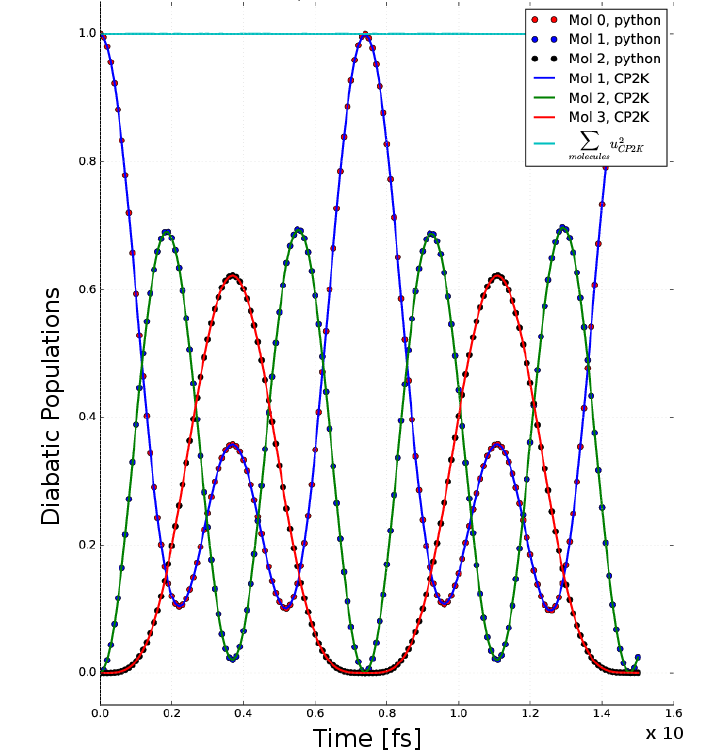 Mol 0, python
Mol 1, python
Mol 2, python
Mol 1, CP2K
Mol 2, CP2K
Mol 3, CP2K
∑ u²CP2K
molecules
1.0
0.8
0.6
0.4
0.2
0.0
Diabatic Populations
0.0 0.2 0.4 0.6 0.8 1.0 1.2 1.4 1.6
x 10
Time [fs]